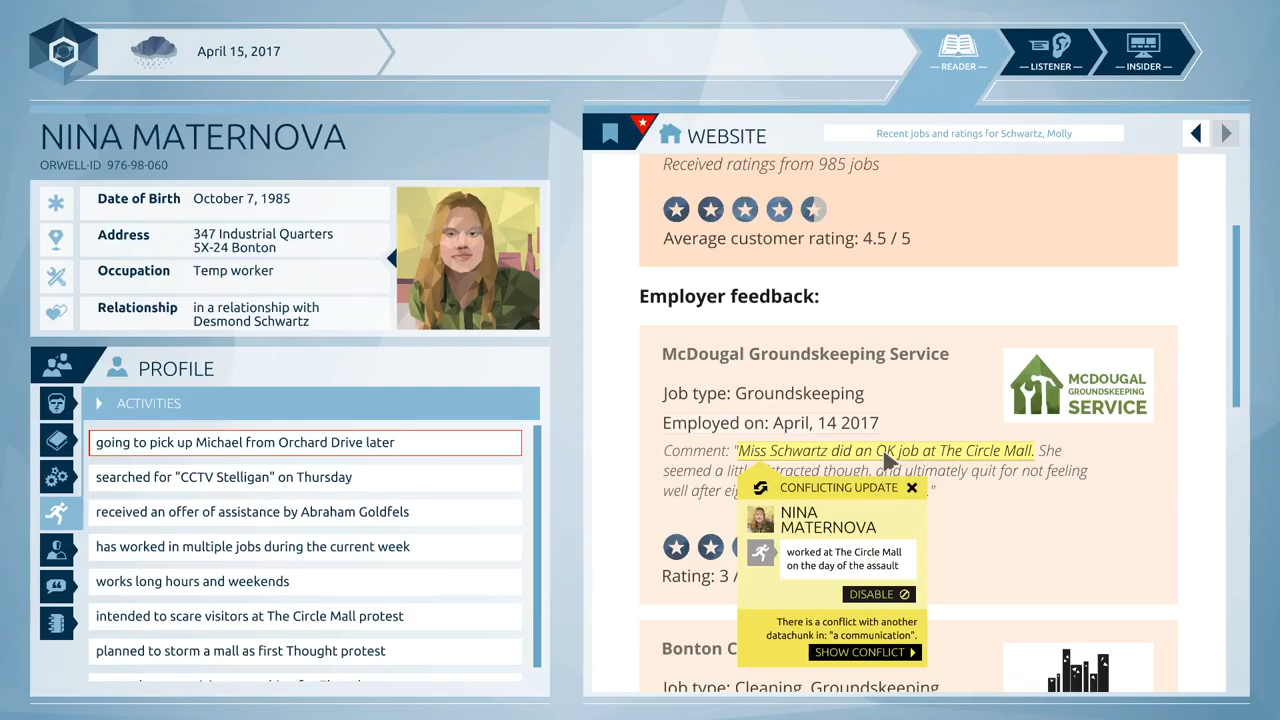 April 15, 2017
— READER —
— LISTENER —
— INSIDER —
NINA MATERNOVA
ORWELL-ID 976-98-060
Date of Birth October 7, 1985
Address 347 Industrial Quarters
5X-24 Bonton
Occupation Temp worker
Relationship in a relationship with
Desmond Schwartz
PROFILE
ACTIVITIES
going to pick up Michael from Orchard Drive later
searched for "CCTV Stelligan" on Thursday
received an offer of assistance by Abraham Goldfels
has worked in multiple jobs during the current week
works long hours and weekends
intended to scare visitors at The Circle Mall protest
planned to storm a mall as first Thought protest
WEBSITE
Recent jobs and ratings for Schwartz, Molly
Received ratings from 985 jobs
Average customer rating: 4.5 / 5
Employer feedback:
McDougal Groundskeeping Service
MCDOUGAL
GROUNDSKEEPING
SERVICE
Job type: Groundskeeping
Employed on: April, 14 2017
Comment: "Miss Schwartz did an OK job at The Circle Mall. She
seemed a and ultimately quit for not feeling
well after
Rating: 3 /
CONFLICTING UPDATE
NINA
MATERNOVA
worked at The Circle Mall
on the day of the assault
DISABLE
There is a conflict with another
datachunk in: "a communication".
SHOW CONFLICT
Bonton C
Job type: Cleaning, Groundskeeping